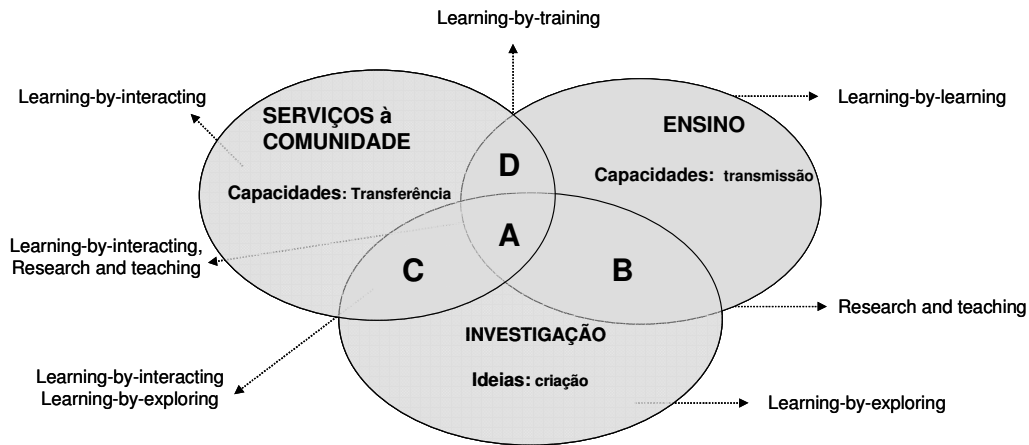 Learning-by-training
Learning-by-interacting
SERVIÇOS à
COMUNIDADE
Capacidades: Transferência
ENSINO
Capacidades: transmissão
Learning-by-learning
D
A
C
B
Learning-by-interacting,
Research and teaching
Research and teaching
INVESTIGAÇÃO
Ideias: criação
Learning-by-interacting
Learning-by-exploring
Learning-by-exploring